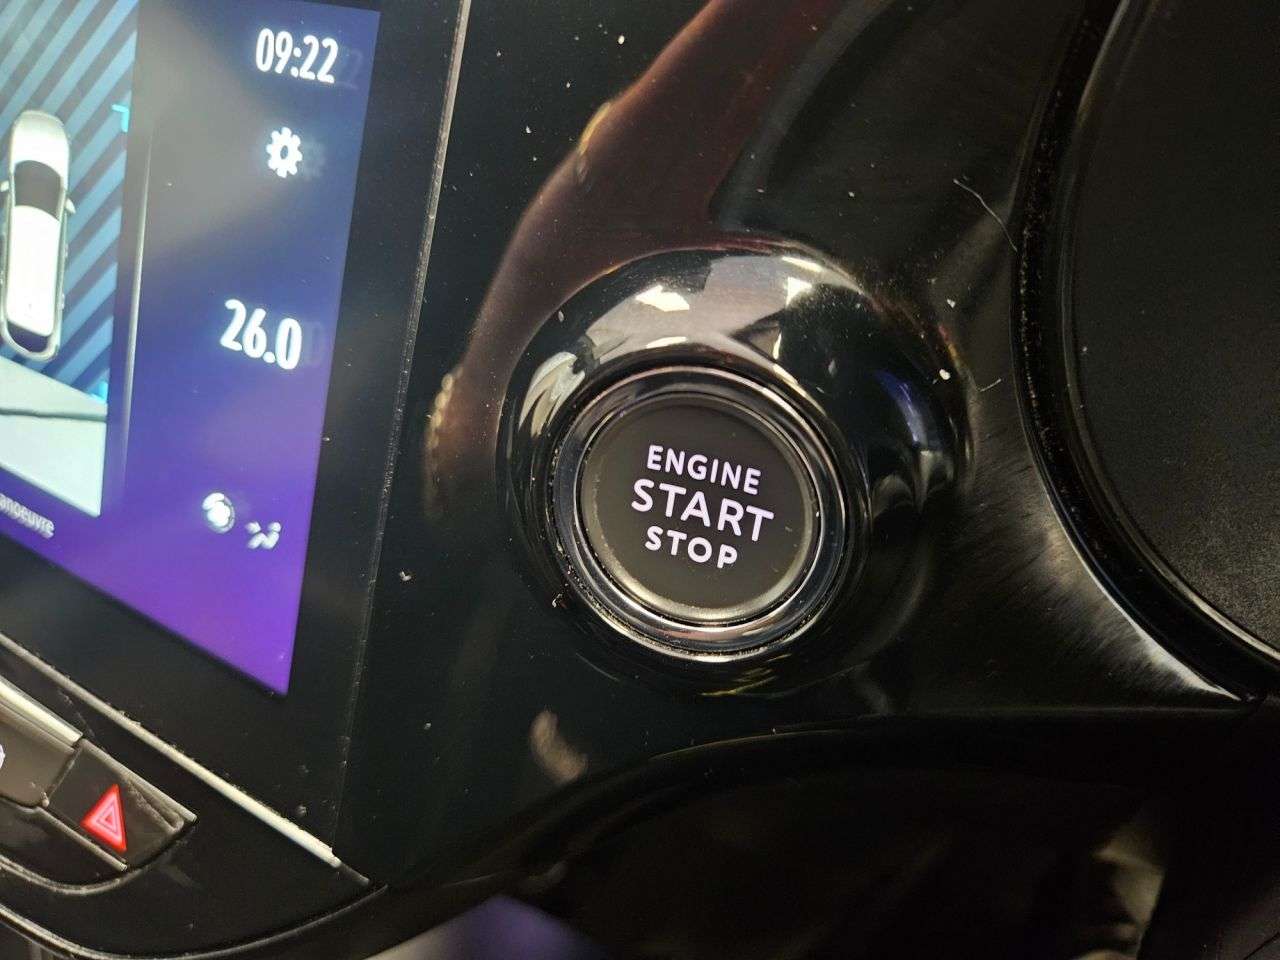 09:22
26.0
anoeuvre
ENGINE
START
STOP